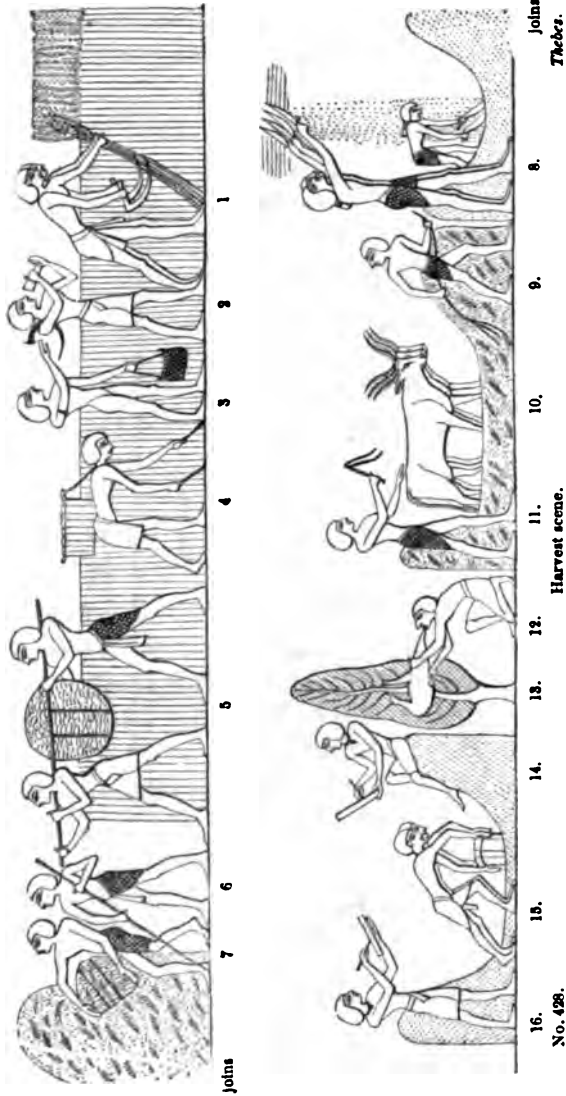 7 6 5 4 3 2 1
joins
joins
16. 15. 14. 13. 12. 11. 10. 9. 8.
No. 428. Harvest scene. Thebes.